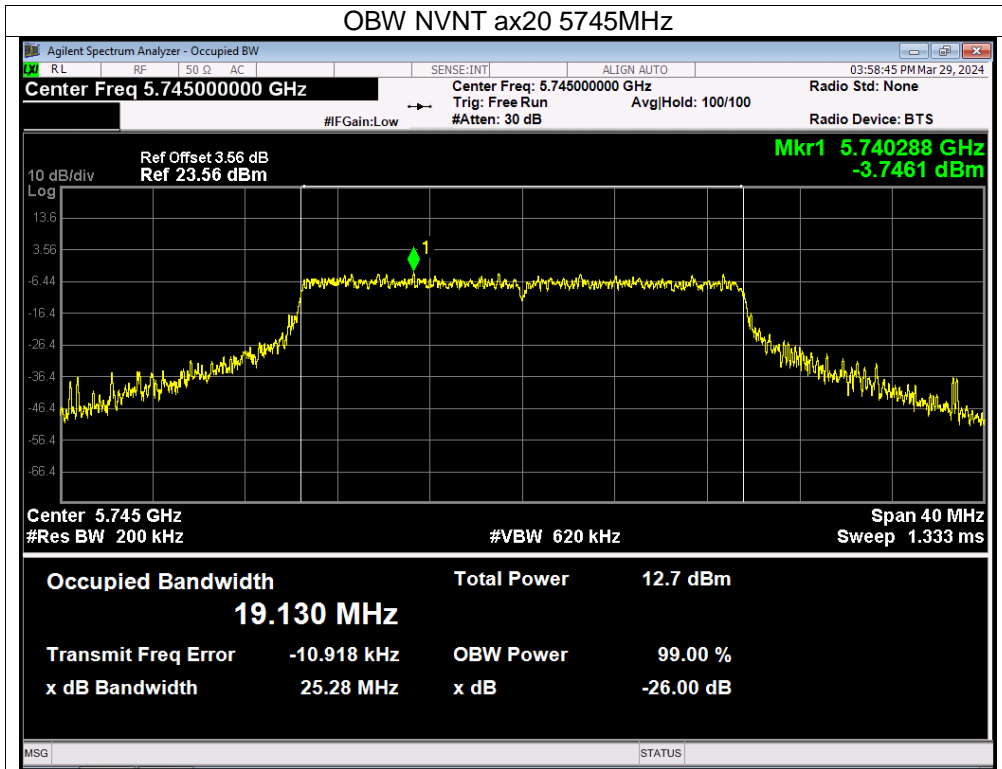 OBW NVNT ax20 5745MHz
Agilent Spectrum Analyzer - Occupied BW
LXI RL RF 50 Ω AC SENSE:INT ALIGN AUTO 03:58:45 PM Mar 29, 2024
Center Freq 5.745000000 GHz Center Freq: 5.745000000 GHz Radio Std: None
Trig: Free Run Avg|Hold: 100/100
#IFGain:Low #Atten: 30 dB Radio Device: BTS
Mkr1 5.740288 GHz
-3.7461 dBm
Ref Offset 3.56 dB
10 dB/div Ref 23.56 dBm
Log
13.6
3.56
1
-6.44
-16.4
-26.4
-36.4
-46.4
-56.4
-66.4
Center 5.745 GHz Span 40 MHz
#Res BW 200 kHz #VBW 620 kHz Sweep 1.333 ms
Occupied Bandwidth Total Power 12.7 dBm
19.130 MHz
Transmit Freq Error -10.918 kHz OBW Power 99.00 %
x dB Bandwidth 25.28 MHz x dB -26.00 dB
MSG STATUS